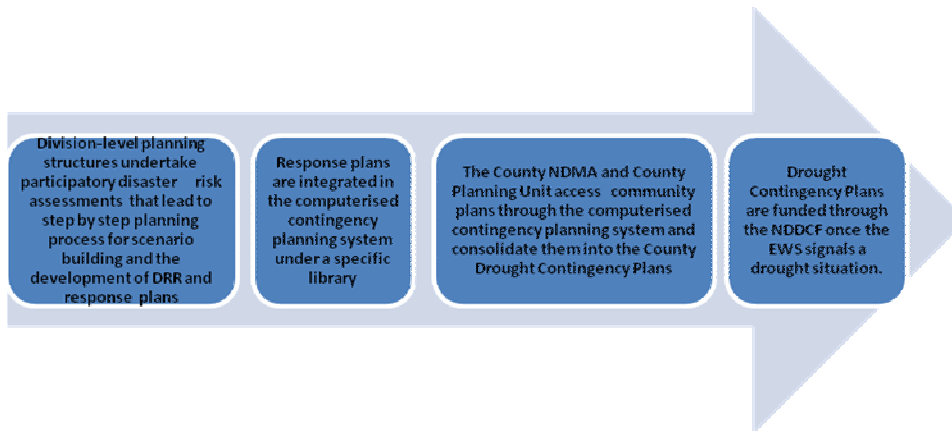 Division-level planning
structures undertake
participatory disaster risk
assessments that lead to
step by step planning
process for scenario
building and the
development of DRR and
response plans
Response plans
are integrated in
the computerised
contingency
planning system
under a specific
library
The County NDMA and County
Planning Unit access community
plans through the computerised
contingency planning system and
consolidate them into the County
Drought Contingency Plans
Drought
Contingency Plans
are funded through
the NDDCF once the
EWS signals a
drought situation.